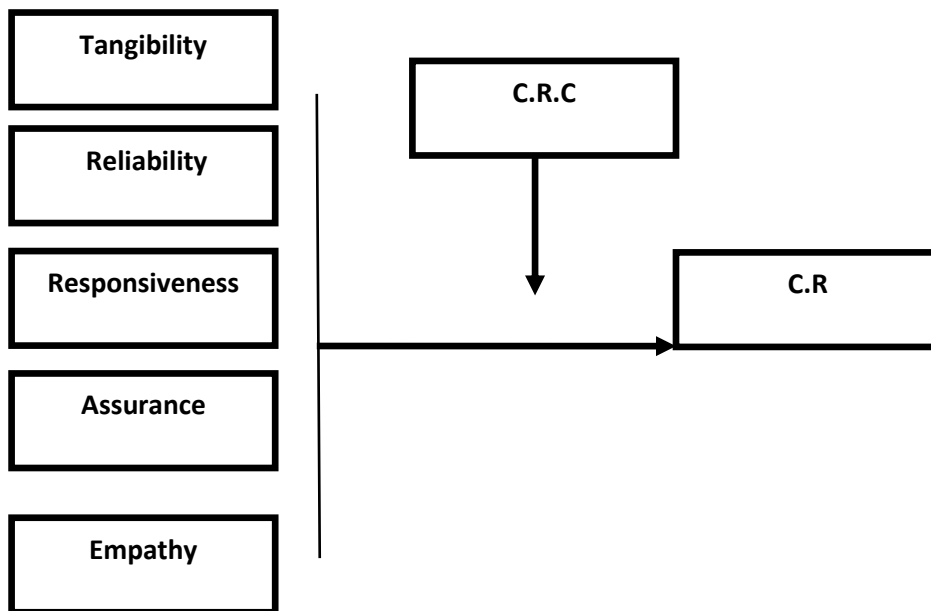 Tangibility
C.R.C
Reliability
Responsiveness
C.R
Assurance
Empathy